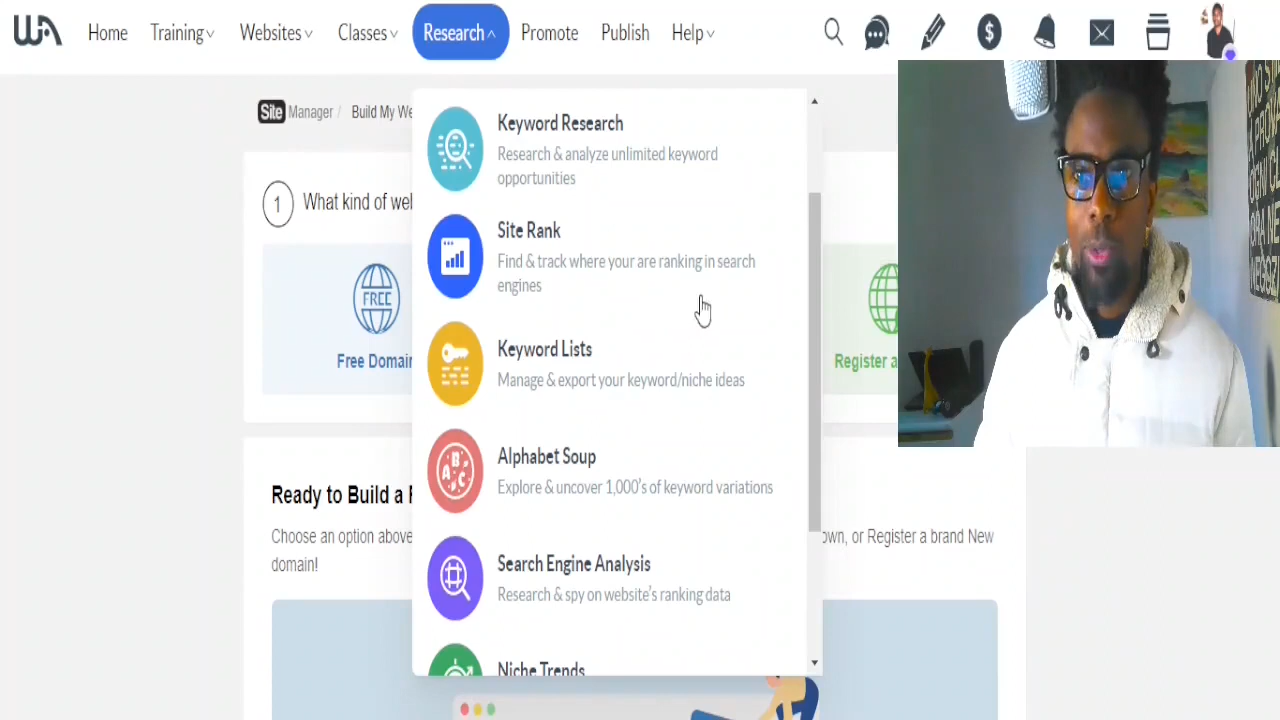 WA
Home
Training
Websites
Classes
Research
Promote
Publish
Help
Site Manager / Build My We
1 What kind of wel
FREE
Free Domain
Register a
Keyword Research
Research & analyze unlimited keyword
opportunities
Site Rank
Find & track where your are ranking in search
engines
Keyword Lists
Manage & export your keyword/niche ideas
A B C
Alphabet Soup
Explore & uncover 1,000's of keyword variations
Search Engine Analysis
Research & spy on website's ranking data
Niche Trends
Ready to Build a
Choose an option above
own, or Register a brand New
domain!